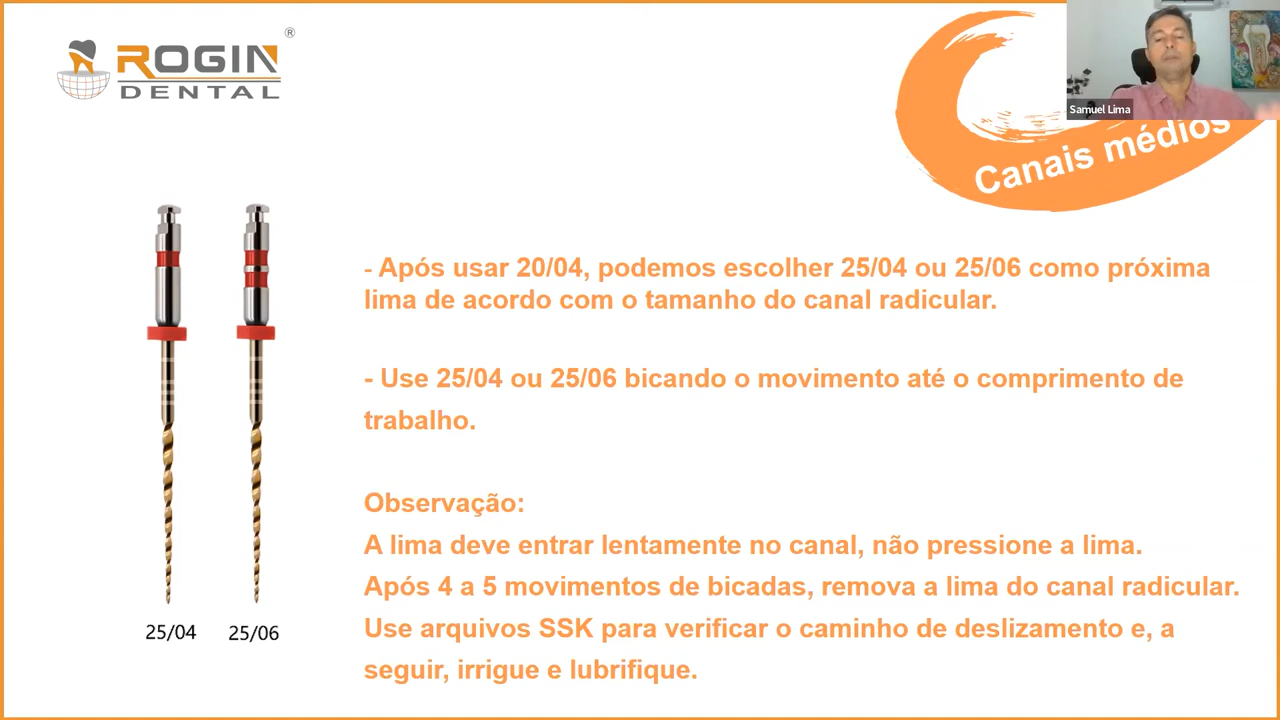 ROGIN ®
DENTAL
Samuel Lima
Canais médios
- Após usar 20/04, podemos escolher 25/04 ou 25/06 como próxima
lima de acordo com o tamanho do canal radicular.
- Use 25/04 ou 25/06 bicando o movimento até o comprimento de
trabalho.
Observação:
A lima deve entrar lentamente no canal, não pressione a lima.
Após 4 a 5 movimentos de bicadas, remova a lima do canal radicular.
Use arquivos SSK para verificar o caminho de deslizamento e, a
seguir, irrigue e lubrifique.
25/04 25/06